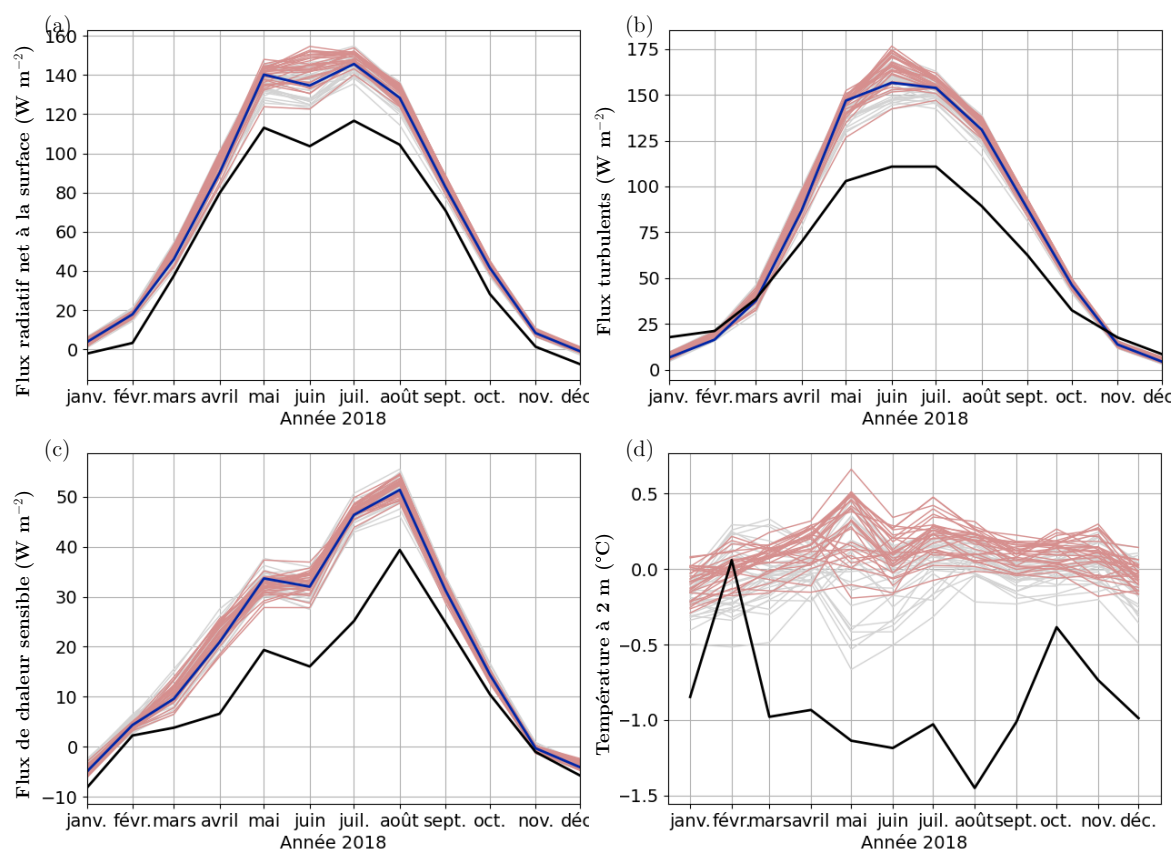 (a)
Flux radiatif net à la surface (W m−2)
160
140
120
100
80
60
40
20
0
janv. févr. mars avril mai juin juil. août sept. oct. nov. déc
Année 2018
(b)
Flux turbulents (W m−2)
175
150
125
100
75
50
25
0
janv. févr. mars avril mai juin juil. août sept. oct. nov. déc
Année 2018
(c)
Flux de chaleur sensible (W m−2)
50
40
30
20
10
0
−10
janv. févr. mars avril mai juin juil. août sept. oct. nov. déc
Année 2018
(d)
Température à 2 m (°C)
0.5
0.0
−0.5
−1.0
−1.5
janv. févr. mars avril mai juin juil. août sept. oct. nov. déc.
Année 2018